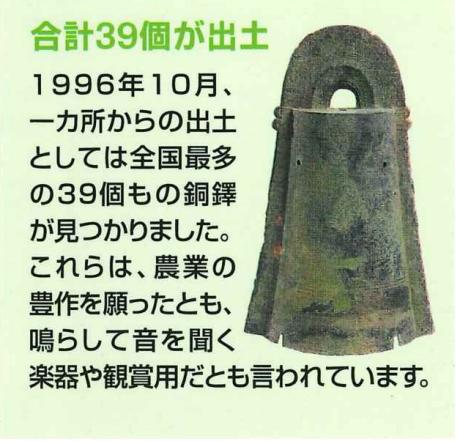 合計39個が出土
1996年10月、
一カ所からの出土
としては全国最多
の39個もの銅鐸
が見つかりました。
これらは、農業の
豊作を願ったとも、
鳴らして音を聞く
楽器や観賞用だとも言われています。